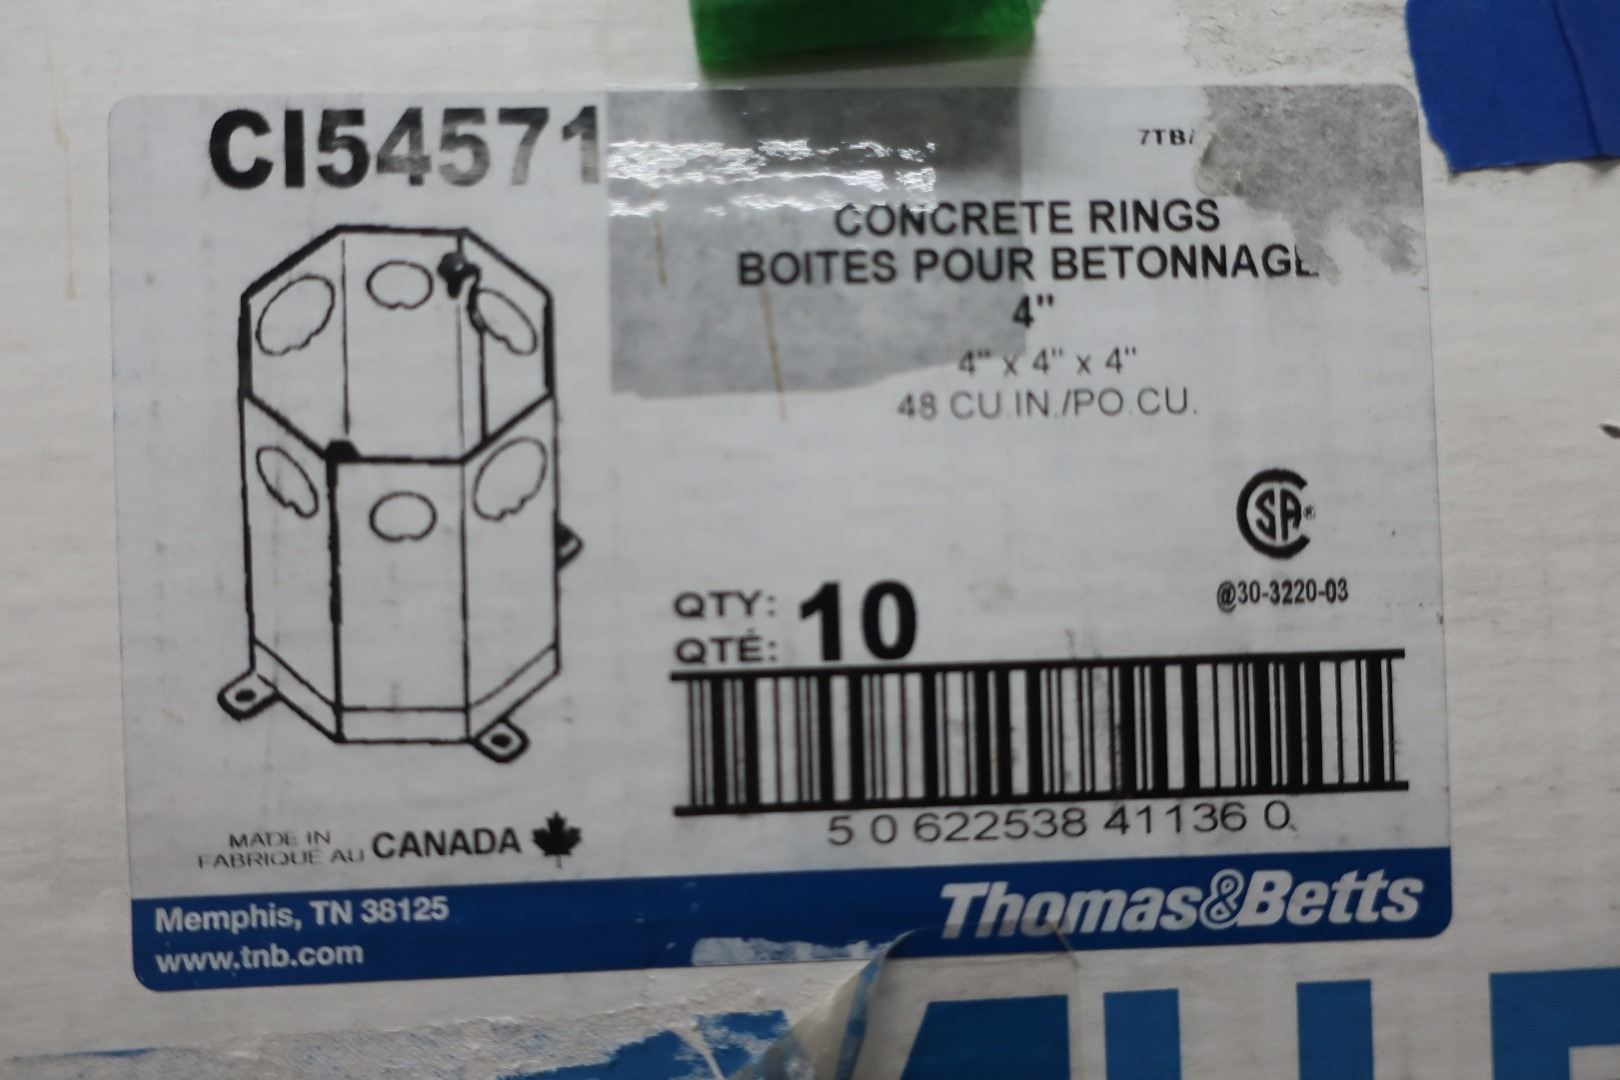 CI54571
7TB
CONCRETE RINGS
BOITES POUR BETONNAGE
4"
4" x 4" x 4"
48 CU.IN./PO.CU.
CSA®
@30-3220-03
QTY: 10
QTÉ:
5 0 622538 41136 0
MADE IN
FABRIQUÉ AU CANADA
Memphis, TN 38125
www.tnb.com
Thomas&Betts